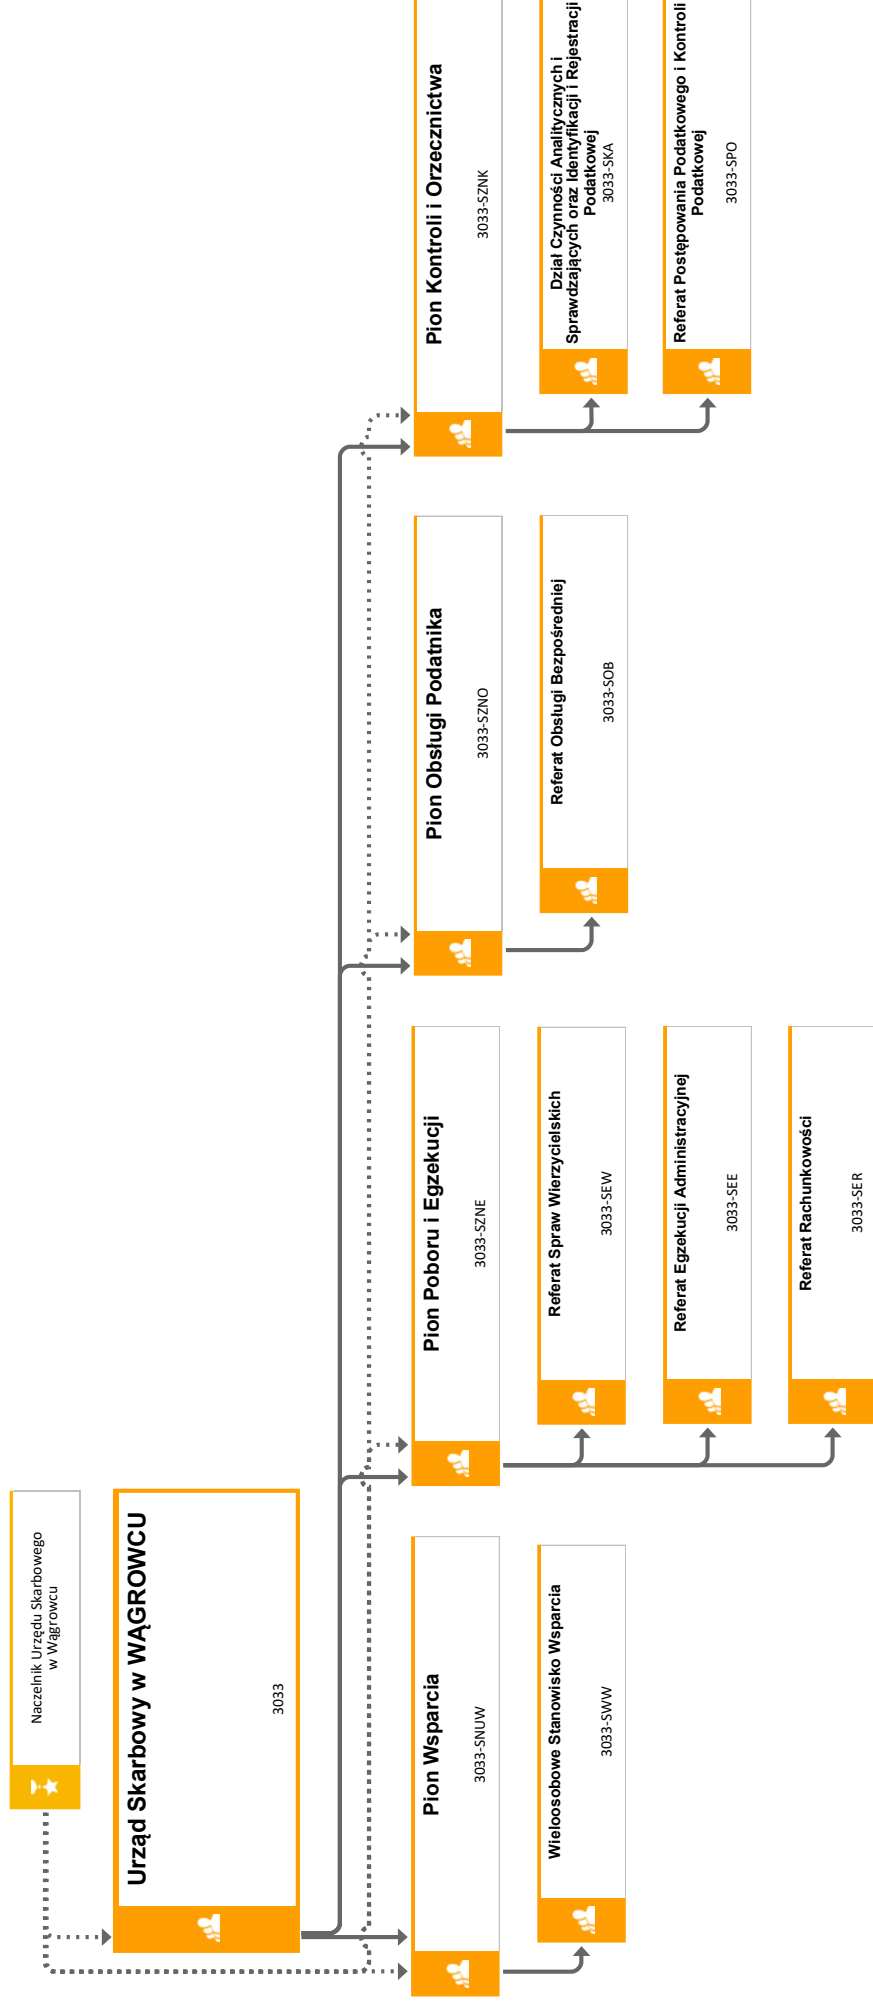 Naczelnik Urzędu Skarbowego
w Wągrowcu
Urząd Skarbowy w WĄGROWCU
3033
Pion Wsparcia
3033-SNUW
Wieloosobowe Stanowisko Wsparcia
3033-SWW
Pion Poboru i Egzekucji
3033-SZNE
Referat Spraw Wierzycielskich
3033-SEW
Referat Egzekucji Administracyjnej
3033-SEE
Referat Rachunkowości
3033-SER
Pion Obsługi Podatnika
3033-SZNO
Referat Obsługi Bezpośredniej
3033-SOB
Pion Kontroli i Orzecznictwa
3033-SZNK
Dział Czynności Analitycznych i
Sprawdzających oraz Identyfikacji i Rejestracji
Podatkowej
3033-SKA
Referat Postępowania Podatkowego i Kontroli
Podatkowej
3033-SPO